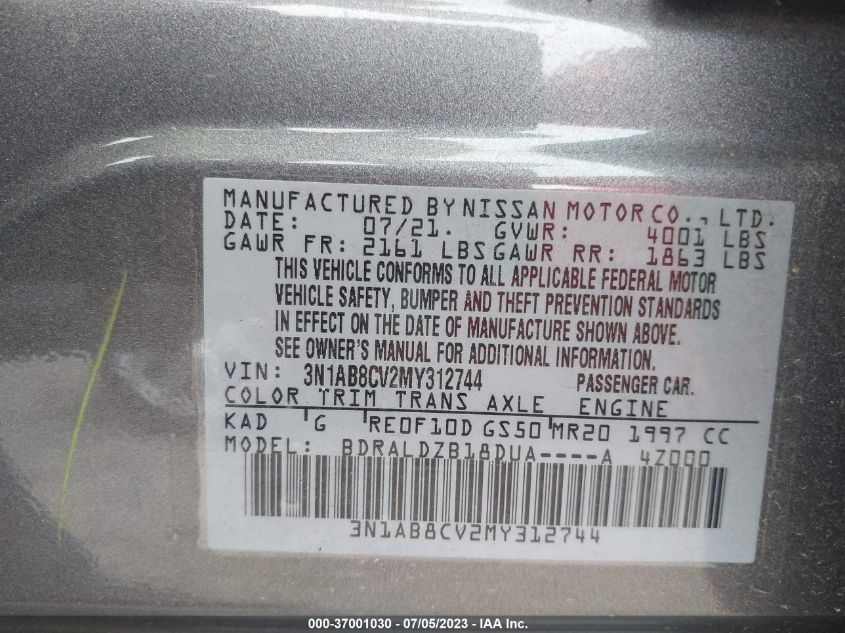 MANUFACTURED BY NISSAN MOTOR CO., LTD.
DATE: 07/21. GVWR: 4001 LBS
GAWR FR: 2161 LBS GAWR RR: 1863 LBS
THIS VEHICLE CONFORMS TO ALL APPLICABLE FEDERAL MOTOR
VEHICLE SAFETY, BUMPER AND THEFT PREVENTION STANDARDS
IN EFFECT ON THE DATE OF MANUFACTURE SHOWN ABOVE.
SEE OWNER'S MANUAL FOR ADDITIONAL INFORMATION.
VIN: 3N1AB8CV2MY312744 PASSENGER CAR.
COLOR TRIM TRANS AXLE ENGINE
KAD G RE0F10D GS50 MR20 1997 CC
MODEL: BDRALDZB18DUA----A 4Z000
3N1AB8CV2MY312744
000-37001030 / 07/05/2023 - IAA Inc.